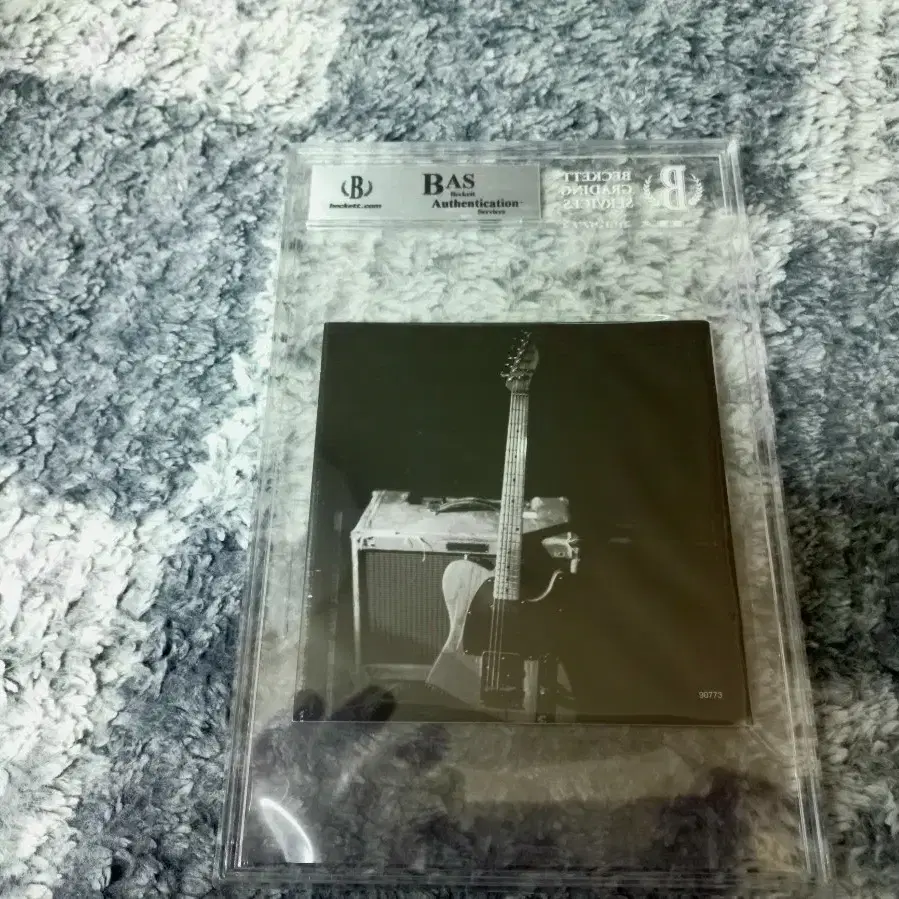 B
beckett.com
BAS
Beckett
Authentication
Services
BECKETT
GRADING
SERVICES
B
90773